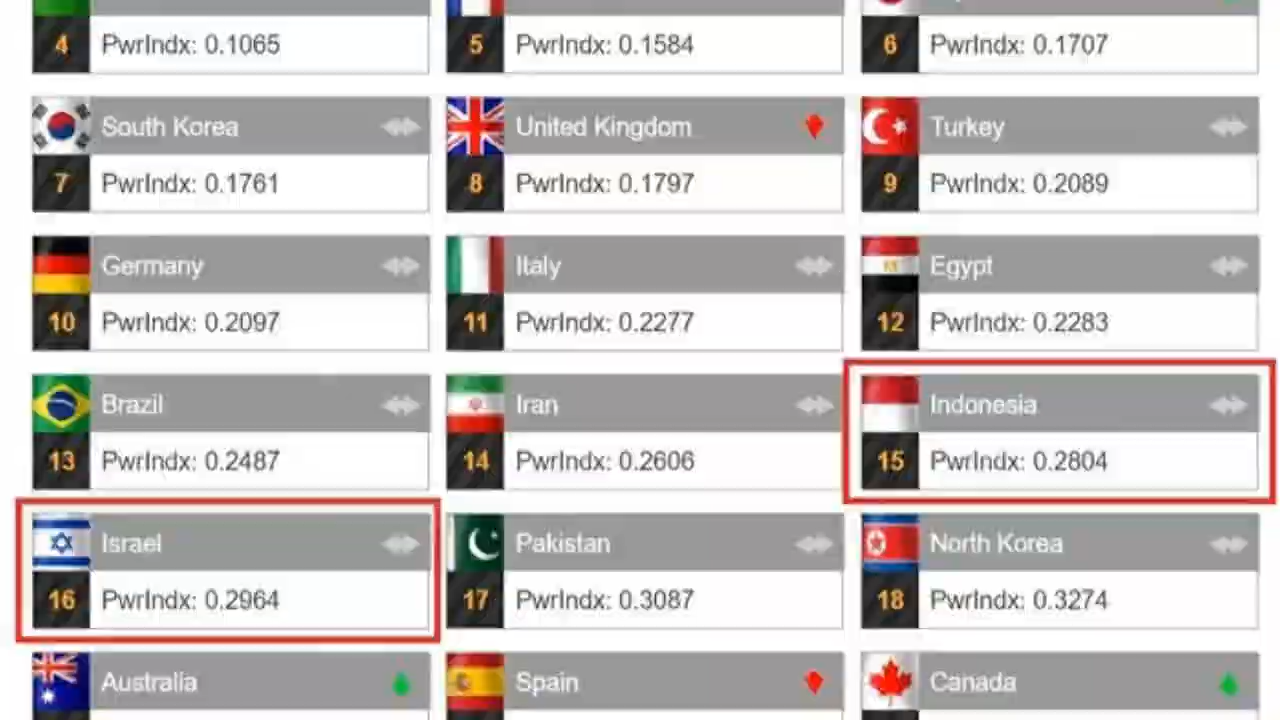 4 PwrIndx: 0.1065
5 PwrIndx: 0.1584
6 PwrIndx: 0.1707
South Korea
7 PwrIndx: 0.1761
United Kingdom
8 PwrIndx: 0.1797
Turkey
9 PwrIndx: 0.2089
Germany
10 PwrIndx: 0.2097
Italy
11 PwrIndx: 0.2277
Egypt
12 PwrIndx: 0.2283
Brazil
13 PwrIndx: 0.2487
Iran
14 PwrIndx: 0.2606
Indonesia
15 PwrIndx: 0.2804
Israel
16 PwrIndx: 0.2964
Pakistan
17 PwrIndx: 0.3087
North Korea
18 PwrIndx: 0.3274
Australia
Spain
Canada